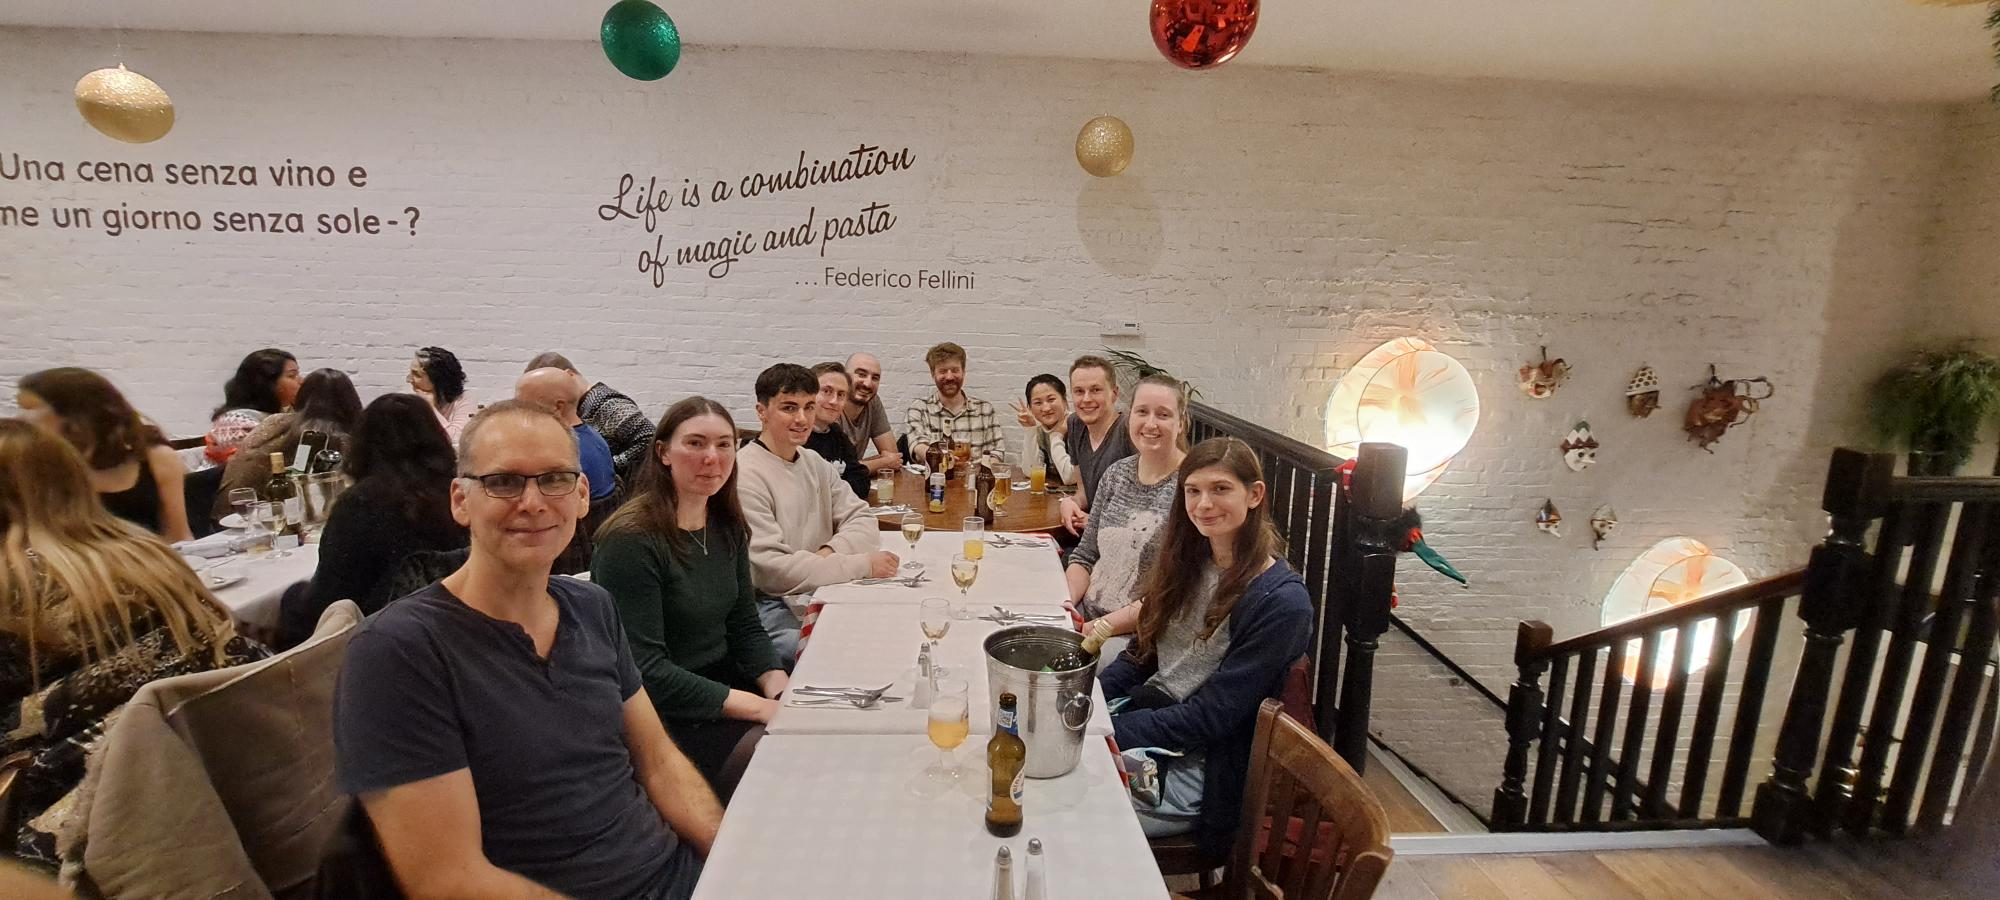 Una cena senza vino e
me un giorno senza sole-?
Life is a combination
of magic and pasta
...Federico Fellini